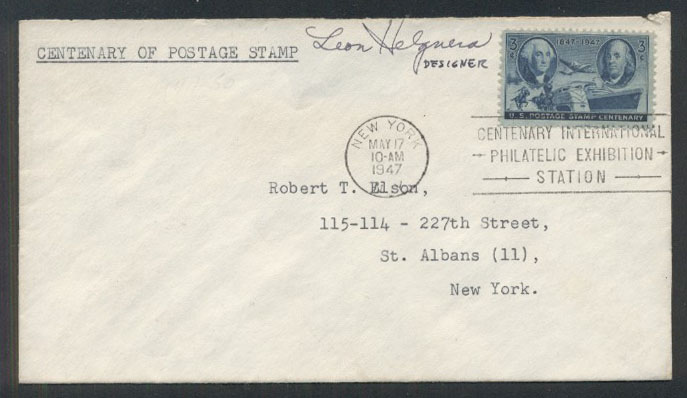 CENTENARY OF POSTAGE STAMP
Leon Helguera
DESIGNER
3¢ 1847-1947 3¢
U.S. POSTAGE STAMP CENTENARY
NEW YORK
MAY 17
10-AM
1947
CENTENARY INTERNATIONAL
PHILATELIC EXHIBITION
STATION
Robert T. Elson,
115-114 - 227th Street,
St. Albans (11),
New York.